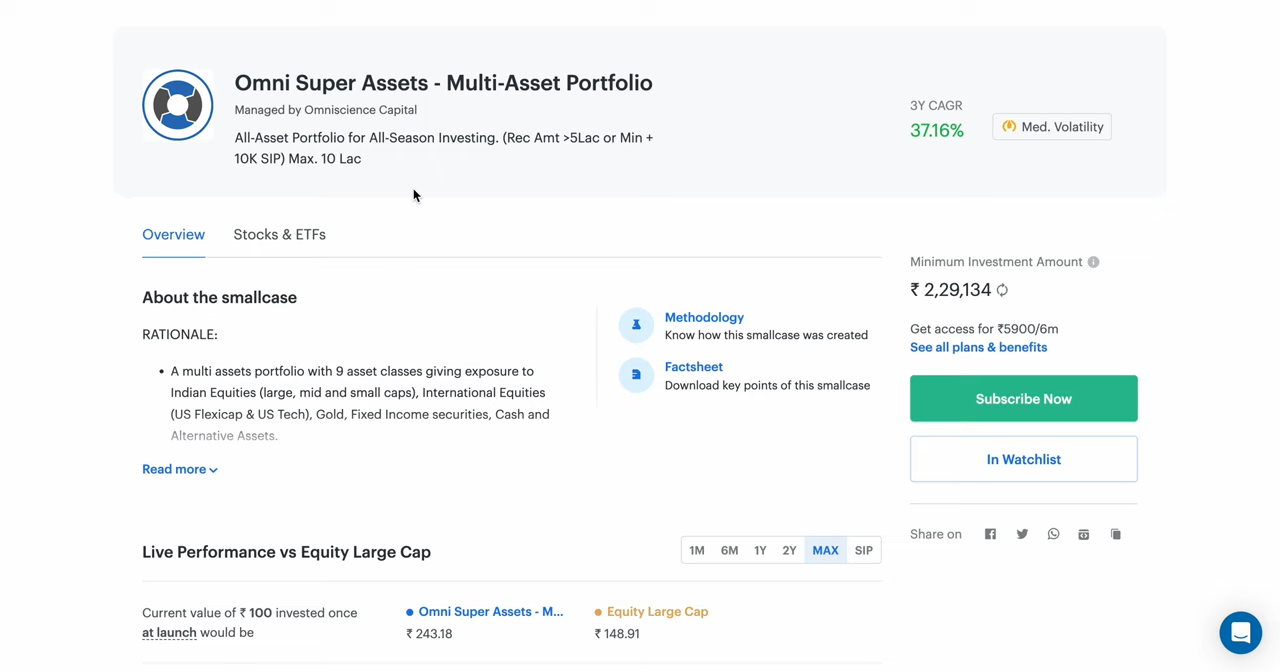 Omni Super Assets - Multi-Asset Portfolio
Managed by Omniscience Capital
All-Asset Portfolio for All-Season Investing. (Rec Amt >5Lac or Min +
10K SIP) Max. 10 Lac
3Y CAGR
37.16%
Med. Volatility
Overview
Stocks & ETFs
About the smallcase
RATIONALE:
• A multi assets portfolio with 9 asset classes giving exposure to
Indian Equities (large, mid and small caps), International Equities
(US Flexicap & US Tech), Gold, Fixed Income securities, Cash and
Alternative Assets.
Read more
Methodology
Know how this smallcase was created
Factsheet
Download key points of this smallcase
Minimum Investment Amount
₹ 2,29,134
Get access for ₹5900/6m
See all plans & benefits
Subscribe Now
In Watchlist
Share on
Live Performance vs Equity Large Cap
1M 6M 1Y 2Y MAX SIP
Current value of ₹ 100 invested once
at launch would be
Omni Super Assets - M...
₹ 243.18
Equity Large Cap
₹ 148.91